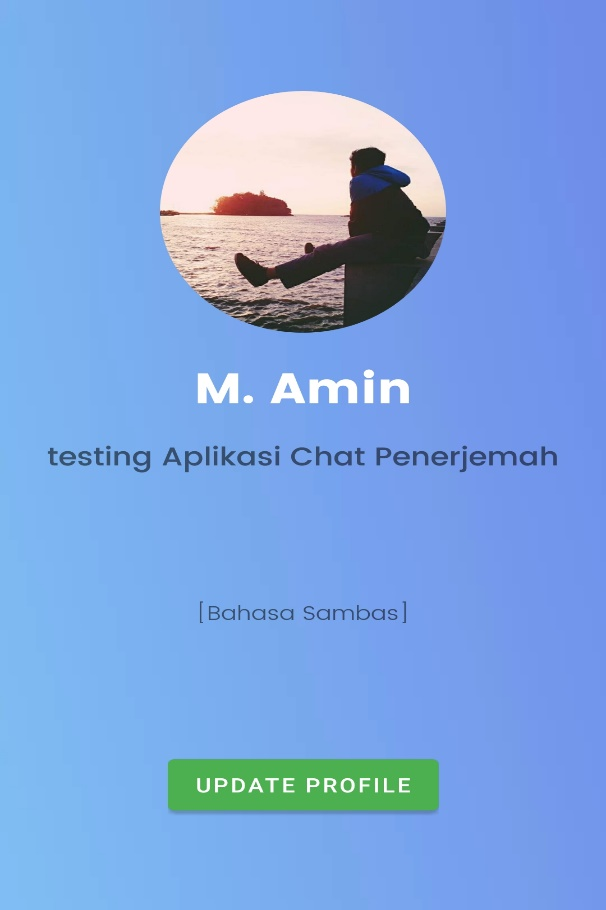 M. Amin
testing Aplikasi Chat Penerjemah
[Bahasa Sambas]
UPDATE PROFILE